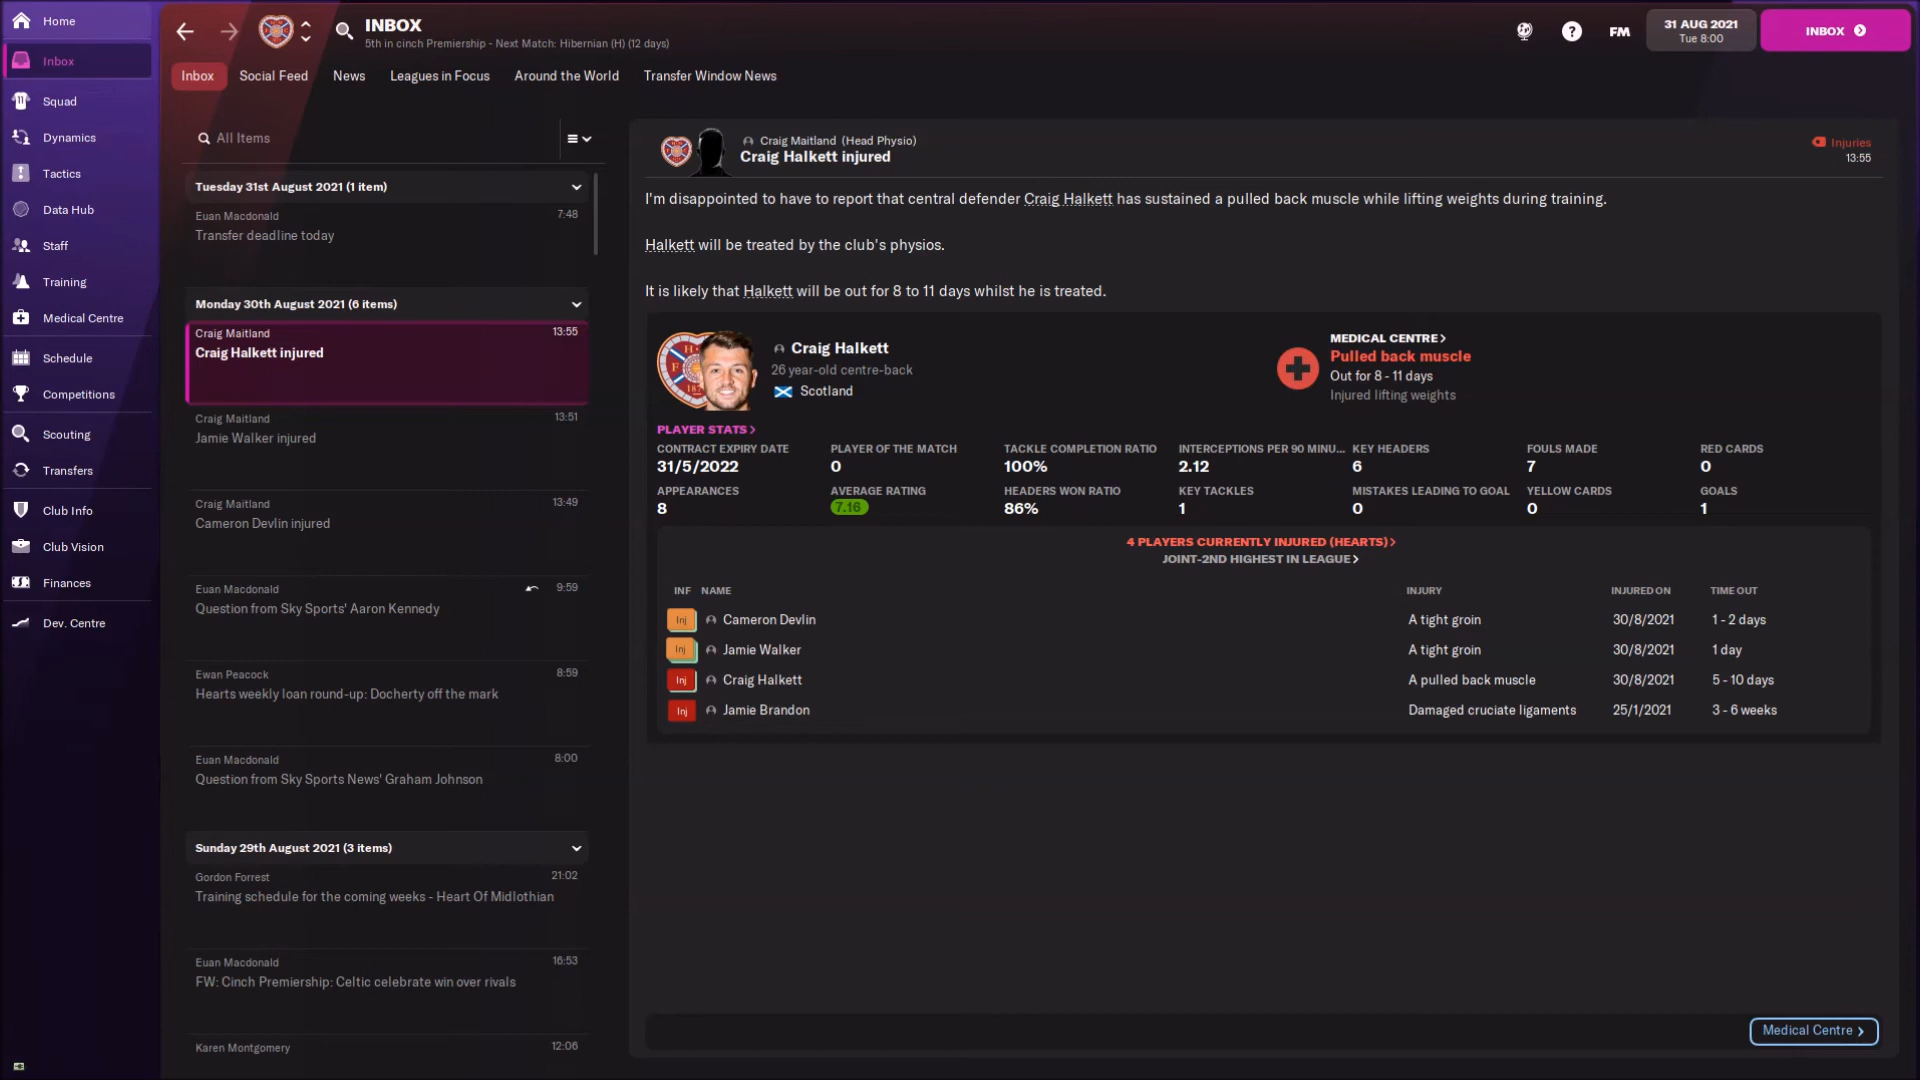 Home
Inbox
Squad
Dynamics
Tactics
Data Hub
Staff
Training
Medical Centre
Schedule
Competitions
Scouting
Transfers
Club Info
Club Vision
Finances
Dev. Centre
INBOX
5th in cinch Premiership - Next Match: Hibernian (H) (12 days)
FM
31 AUG 2021
Tue 8:00
INBOX
Inbox Social Feed News Leagues in Focus Around the World Transfer Window News
All Items
Tuesday 31st August 2021 (1 item)
Euan Macdonald 7:48
Transfer deadline today
Monday 30th August 2021 (6 items)
Craig Maitland 13:55
Craig Halkett injured
Craig Maitland 13:51
Jamie Walker injured
Craig Maitland 13:49
Cameron Devlin injured
Euan Macdonald 9:59
Question from Sky Sports' Aaron Kennedy
Ewan Peacock 8:59
Hearts weekly loan round-up: Docherty off the mark
Euan Macdonald 8:00
Question from Sky Sports News' Graham Johnson
Sunday 29th August 2021 (3 items)
Gordon Forrest 21:02
Training schedule for the coming weeks - Heart Of Midlothian
Euan Macdonald 16:53
FW: Cinch Premiership: Celtic celebrate win over rivals
Karen Montgomery 12:06
Craig Maitland (Head Physio)
Craig Halkett injured
Injuries
13:55
I'm disappointed to have to report that central defender Craig Halkett has sustained a pulled back muscle while lifting weights during training.
Halkett will be treated by the club's physios.
It is likely that Halkett will be out for 8 to 11 days whilst he is treated.
Craig Halkett
26 year-old centre-back
Scotland
MEDICAL CENTRE >
Pulled back muscle
Out for 8 - 11 days
Injured lifting weights
PLAYER STATS >
CONTRACT EXPIRY DATE PLAYER OF THE MATCH TACKLE COMPLETION RATIO INTERCEPTIONS PER 90 MINU... KEY HEADERS FOULS MADE RED CARDS
31/5/2022 0 100% 2.12 6 7 0
APPEARANCES AVERAGE RATING HEADERS WON RATIO KEY TACKLES MISTAKES LEADING TO GOAL YELLOW CARDS GOALS
8 7.16 86% 1 0 0 1
4 PLAYERS CURRENTLY INJURED (HEARTS) >
JOINT-2ND HIGHEST IN LEAGUE >
INF NAME INJURY INJURED ON TIME OUT
Inj Cameron Devlin A tight groin 30/8/2021 1 - 2 days
Inj Jamie Walker A tight groin 30/8/2021 1 day
Inj Craig Halkett A pulled back muscle 30/8/2021 5 - 10 days
Inj Jamie Brandon Damaged cruciate ligaments 25/1/2021 3 - 6 weeks
Medical Centre >